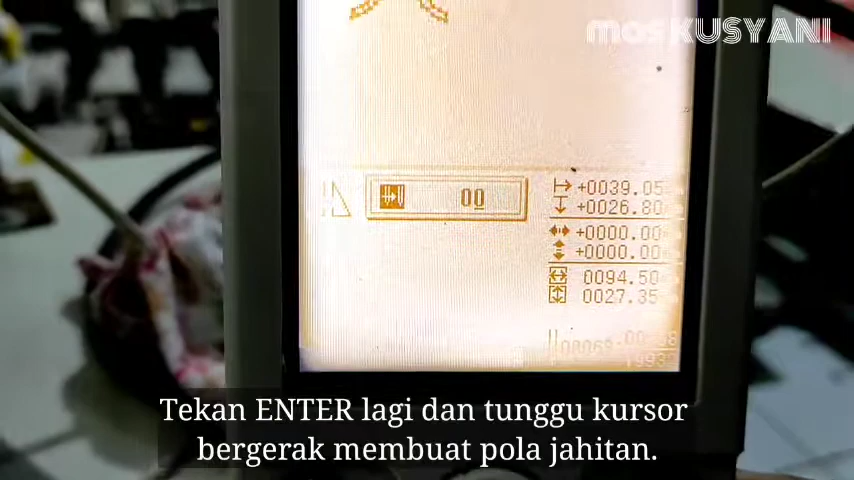 mas KUSYANI
00
+0039.05
+0026.80
+0000.00
+0000.00
0094.50
0027.35
Tekan ENTER lagi dan tunggu kursor
bergerak membuat pola jahitan.